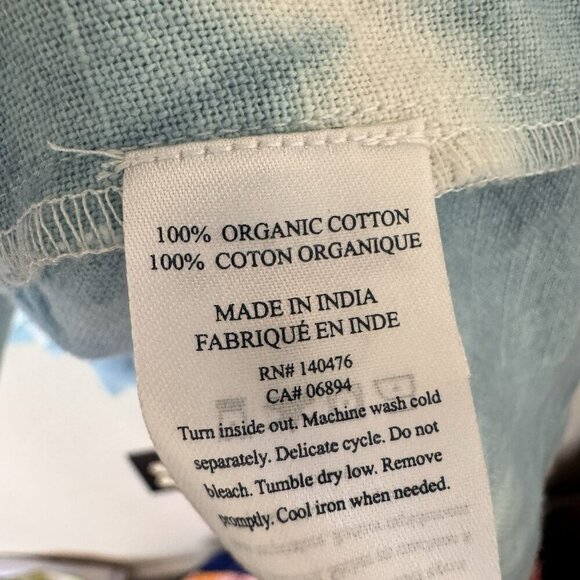 100% ORGANIC COTTON
100% COTON ORGANIQUE
MADE IN INDIA
FABRIQUÉ EN INDE
RN# 140476
CA# 06894
Turn inside out. Machine wash cold
separately. Delicate cycle. Do not
bleach. Tumble dry low. Remove
promptly. Cool iron when needed.